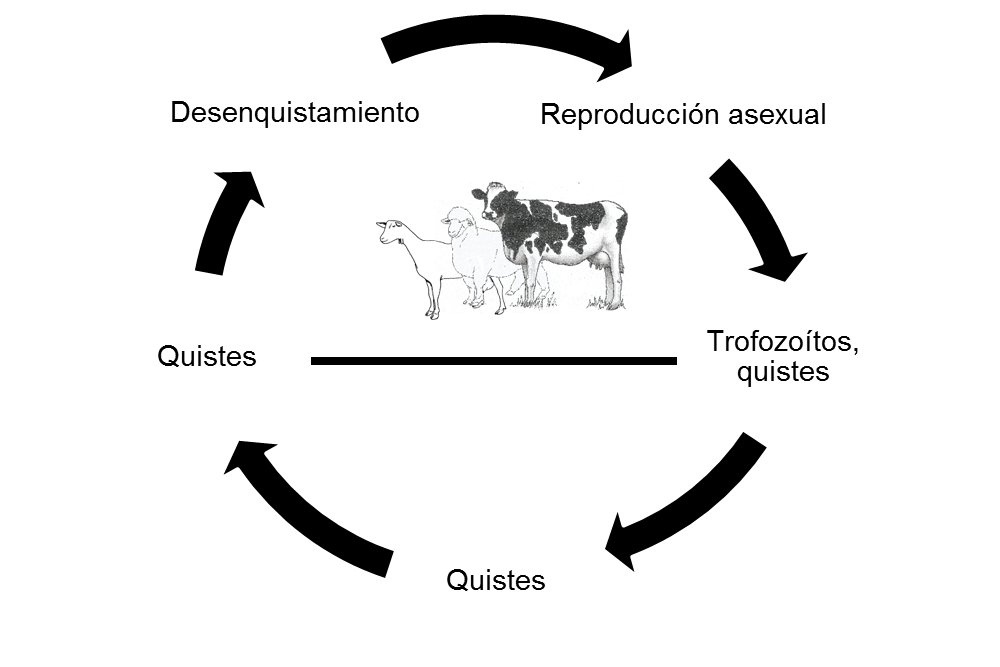 Desenquistamiento
Reproducción asexual
Quistes
Trofozoítos,
quistes
Quistes